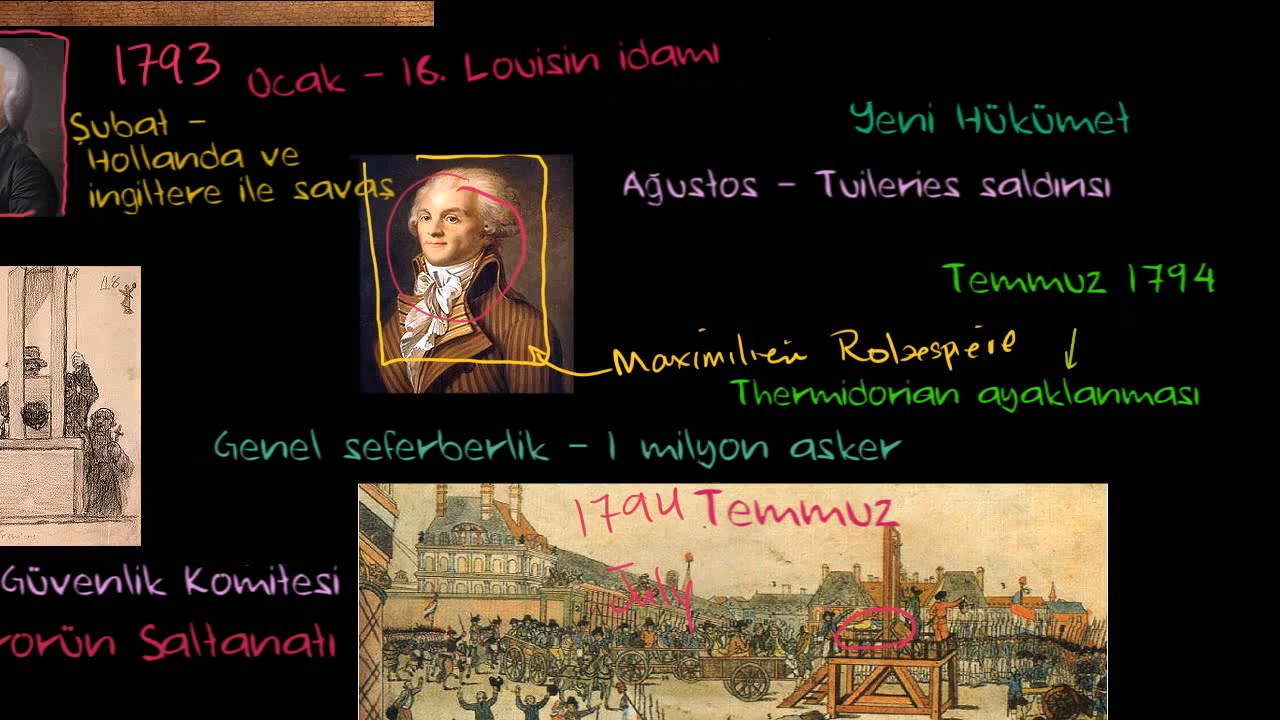 1793 Ocak - 16. Louisin idamı
Şubat -
Hollanda ve
ingiltere ile savaş
Yeni Hükümet
Ağustos - Tuileries saldırısı
Temmuz 1794
Maximilien Robespierre
Thermidorian ayaklanması
Genel seferberlik - 1 milyon asker
1794 Temmuz
July
Güvenlik Komitesi
rorün Saltanatı